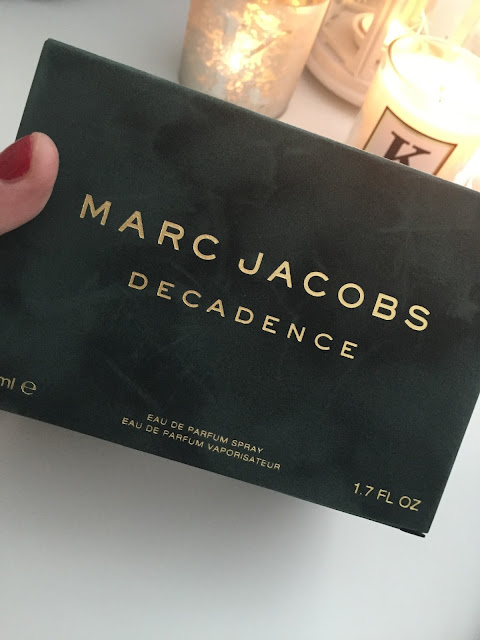 MARC JACOBS
DECADENCE
ml e
EAU DE PARFUM SPRAY
EAU DE PARFUM VAPORISATEUR
1.7 FL OZ
K